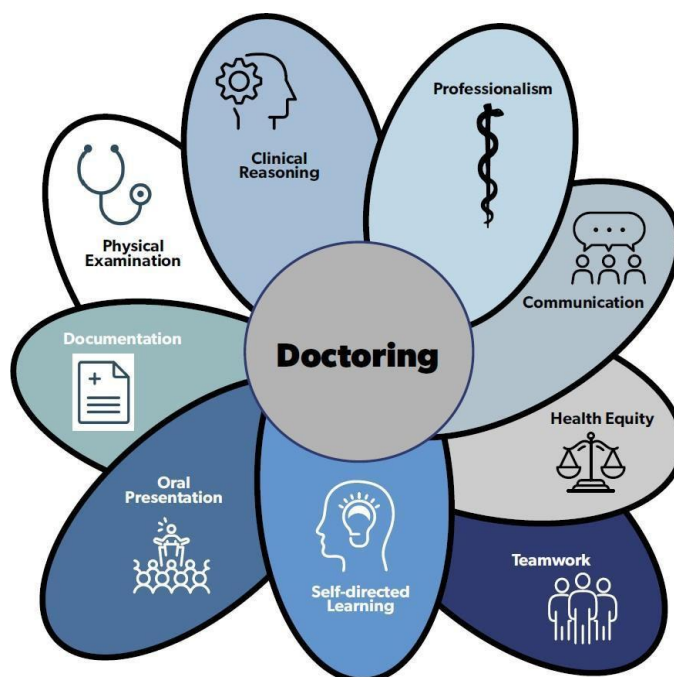 Professionalism
Clinical
Reasoning
Physical
Examination
Communication
Documentation
Doctoring
Health Equity
Oral
Presentation
Teamwork
Self-directed
Learning